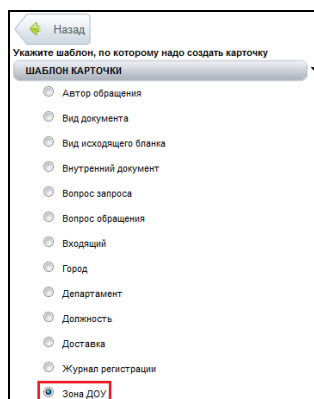 Назад
Укажите шаблон, по которому надо создать карточку
ШАБЛОН КАРТОЧКИ
Автор обращения
Вид документа
Вид исходящего бланка
Внутренний документ
Вопрос запроса
Вопрос обращения
Входящий
Город
Департамент
Должность
Доставка
Журнал регистрации
Зона ДОУ